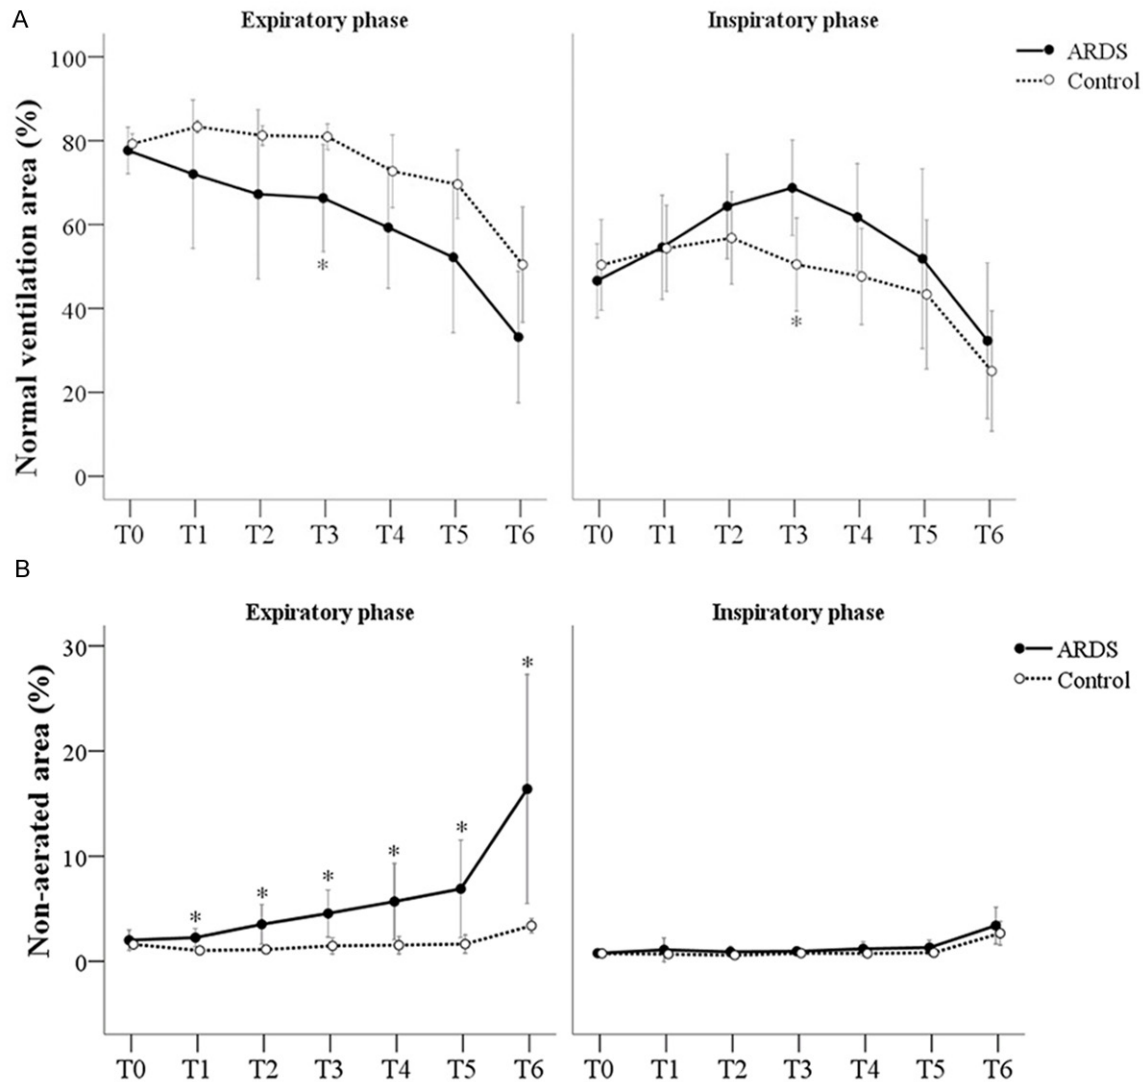 A
Expiratory phase
Inspiratory phase
ARDS
Control
Normal ventilation area (%)
100
80
60
40
20
0
*
*
T0 T1 T2 T3 T4 T5 T6
T0 T1 T2 T3 T4 T5 T6
B
Expiratory phase
Inspiratory phase
ARDS
Control
Non-aerated area (%)
30
20
10
0
* * * * * *
T0 T1 T2 T3 T4 T5 T6
T0 T1 T2 T3 T4 T5 T6